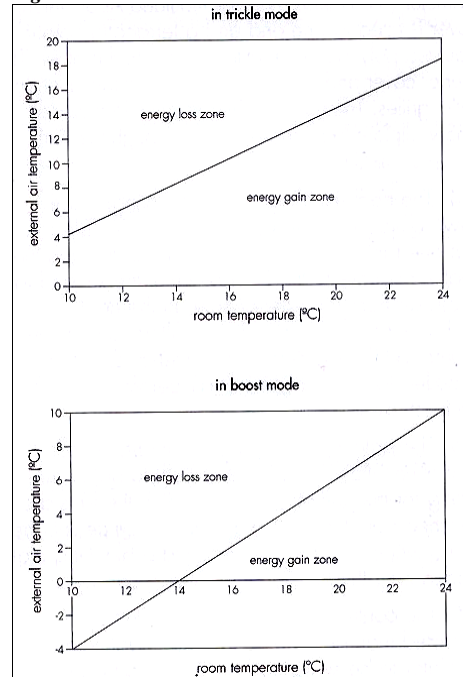 in trickle mode
20
18
16
14
12
10
8
6
4
2
0
external air temperature (ºC)
energy loss zone
energy gain zone
10 12 14 16 18 20 22 24
room temperature (ºC)
in boost mode
10
8
6
4
2
0
-2
-4
external air temperature (ºC)
energy loss zone
energy gain zone
10 12 14 16 18 20 22 24
room temperature (ºC)